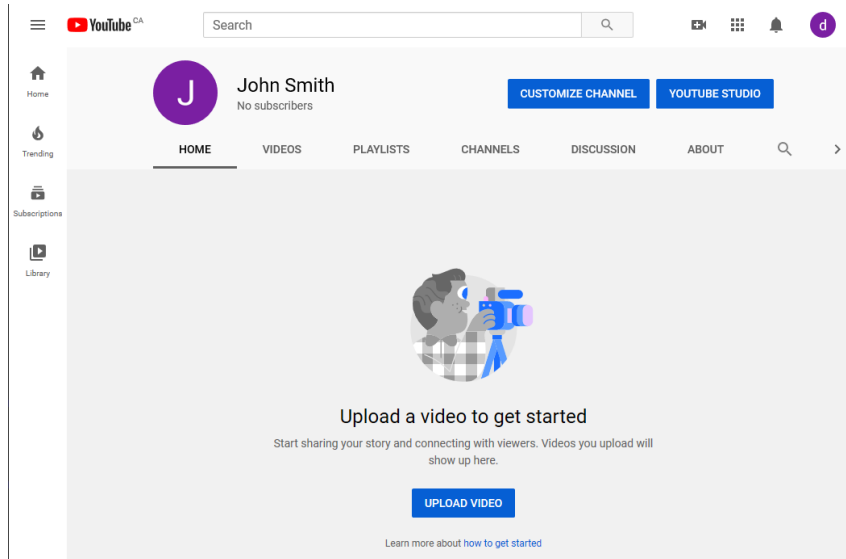 YouTube CA
Search
d
Home
Trending
Subscriptions
Library
J
John Smith
No subscribers
CUSTOMIZE CHANNEL
YOUTUBE STUDIO
HOME VIDEOS PLAYLISTS CHANNELS DISCUSSION ABOUT
Upload a video to get started
Start sharing your story and connecting with viewers. Videos you upload will
show up here.
UPLOAD VIDEO
Learn more about how to get started